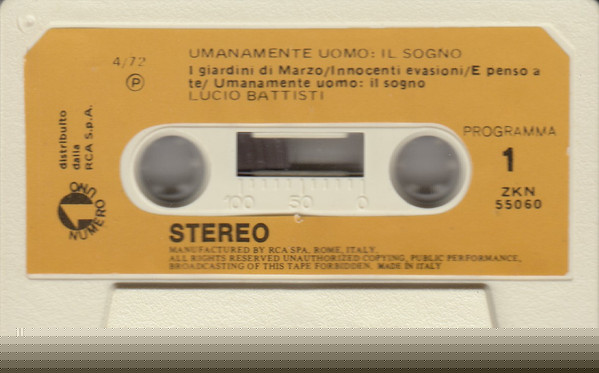 4/72
UMANAMENTE UOMO: IL SOGNO
Ⓟ
I giardini di Marzo/Innocenti evasioni/E penso a
te/ Umanamente uomo: il sogno
LUCIO BATTISTI
distribuito
dalla
RCA S.p.A.
NUMERO
UNO
PROGRAMMA
1
ZKN
55060
100 50 0
STEREO
MANUFACTURED BY RCA SPA, ROME, ITALY.
ALL RIGHTS RESERVED UNAUTHORIZED COPYING, PUBLIC PERFORMANCE,
BROADCASTING OF THIS TAPE FORBIDDEN. MADE IN ITALY